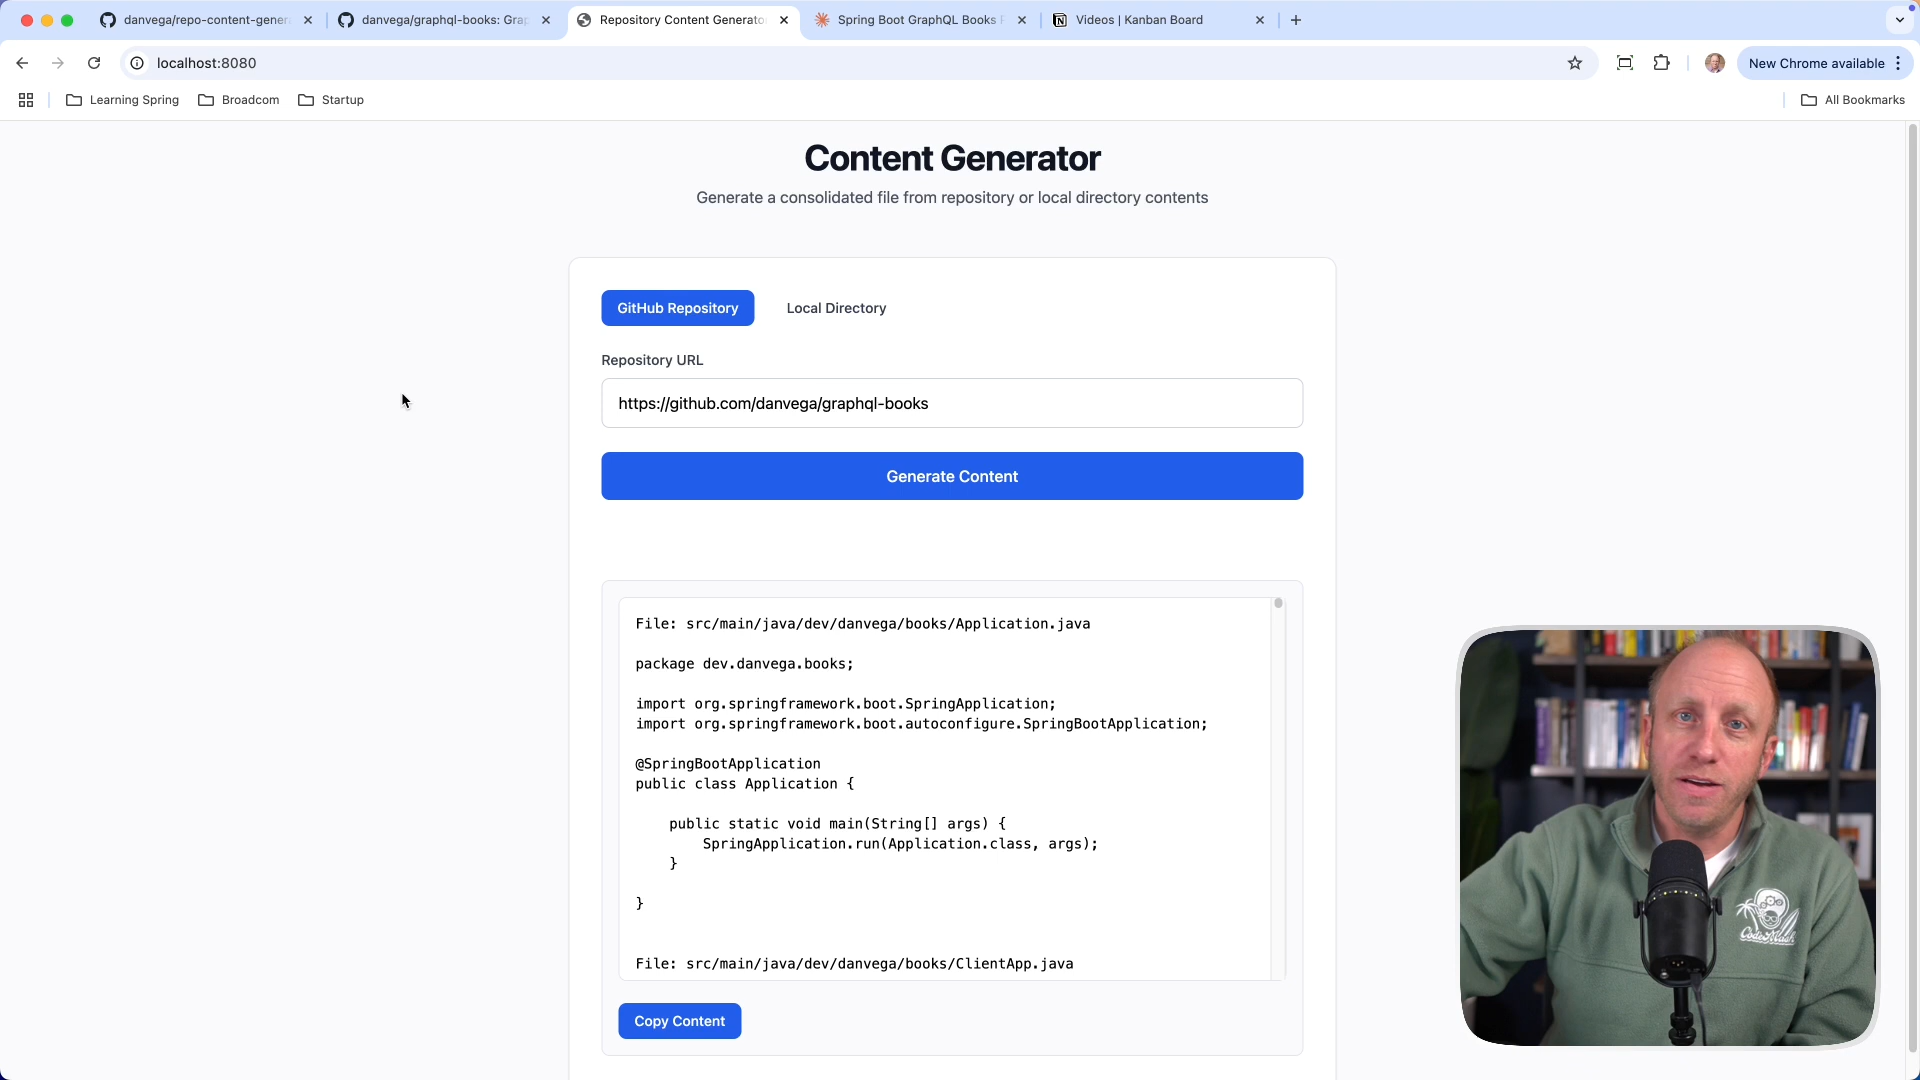 danvega/repo-content-gener
danvega/graphql-books: Grap
Repository Content Generato
Spring Boot GraphQL Books
Videos | Kanban Board
localhost:8080
New Chrome available
Learning Spring
Broadcom
Startup
All Bookmarks
Content Generator
Generate a consolidated file from repository or local directory contents
GitHub Repository
Local Directory
Repository URL
https://github.com/danvega/graphql-books
Generate Content
File: src/main/java/dev/danvega/books/Application.java
package dev.danvega.books;
import org.springframework.boot.SpringApplication;
import org.springframework.boot.autoconfigure.SpringBootApplication;
@SpringBootApplication
public class Application {
public static void main(String[] args) {
SpringApplication.run(Application.class, args);
}
}
File: src/main/java/dev/danvega/books/ClientApp.java
Copy Content
CodeMash